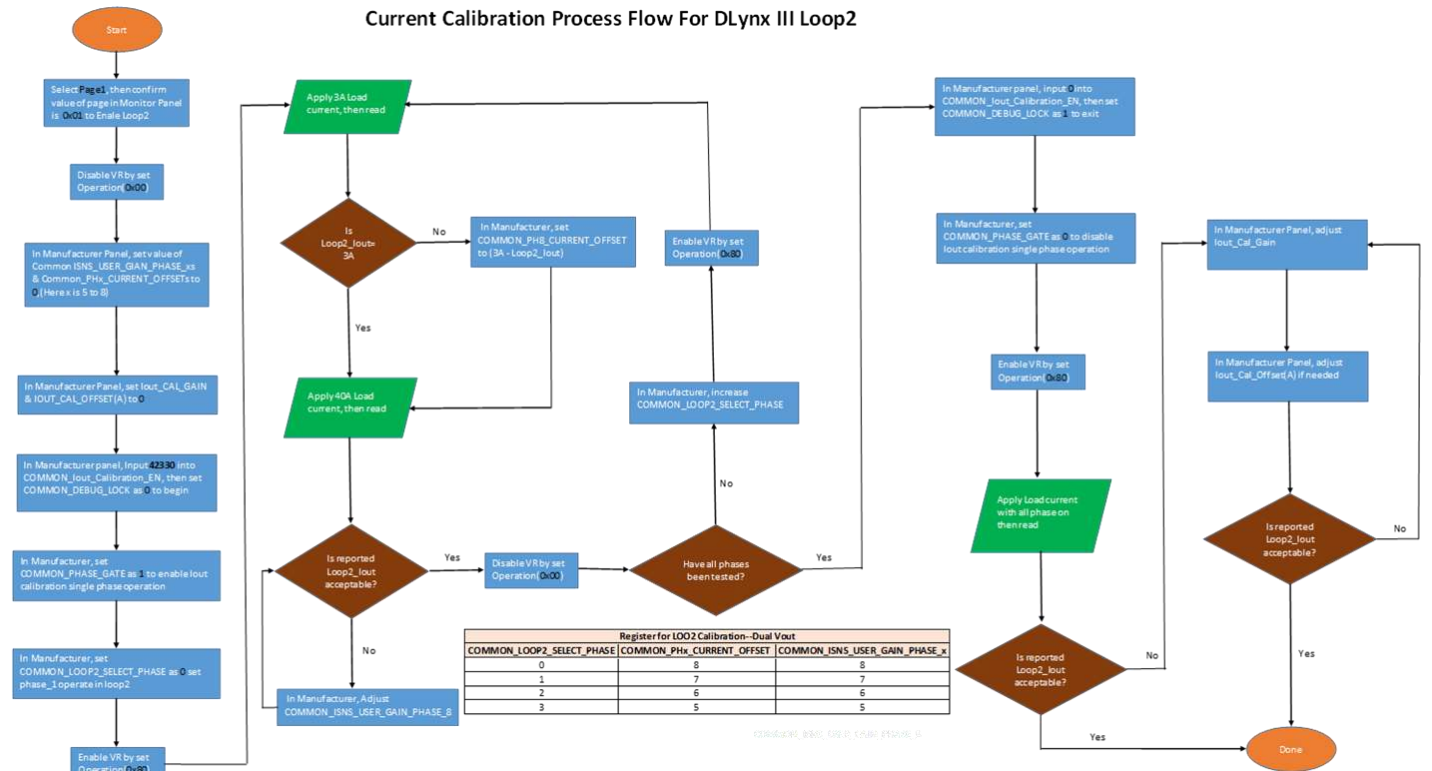 Current Calibration Process Flow For DLynx III Loop2
Start
Select Page1, then confirm
value of page in Monitor Panel
is 0x01 to Enale Loop2
Disable VR by set
Operation(0x00)
In Manufacturer Panel, set value of
Common ISNS_USER_GIAN_PHASE_xs
& Common_PHx_CURRENT_OFFSETs to
0,(Here x is 5 to 8)
In Manufacturer Panel, set Iout_CAL_GAIN
& IOUT_CAL_OFFSET(A) to 0
In Manufacturer panel, Input 42330 into
COMMON_Iout_Calibration_EN, then set
COMMON_DEBUG_LOCK as 0 to begin
In Manufacturer, set
COMMON_PHASE_GATE as 1 to enable Iout
calibration single phase operation
In Manufacturer, set
COMMON_LOOP2_SELECT_PHASE as 0 set
phase_1 operate in loop2
Enable VR by set
Operation(0x80)
Apply 3A Load
current, then read
Is
Loop2_Iout=
3A
No
In Manufacturer, set
COMMON_PH8_CURRENT_OFFSET
to (3A - Loop2_Iout)
Yes
Apply 40A Load
current, then read
Is reported
Loop2_Iout
acceptable?
Yes
No
In Manufacturer, Adjust
COMMON_ISNS_USER_GAIN_PHASE_8
Disable VR by set
Operation(0x00)
Have all phases
been tested?
No
In Manufacturer, increase
COMMON_LOOP2_SELECT_PHASE
Enable VR by set
Operation(0x80)
Yes
Register for LOO2 Calibration--Dual Vout
COMMON_LOOP2_SELECT_PHASE COMMON_PHx_CURRENT_OFFSET COMMON_ISNS_USER_GAIN_PHASE_x
0 8 8
1 7 7
2 6 6
3 5 5
In Manufacturer panel, input 0 into
COMMON_Iout_Calibration_EN, then set
COMMON_DEBUG_LOCK as 1 to exit
In Manufacturer, set
COMMON_PHASE_GATE as 0 to disable
Iout calibration single phase operation
Enable VR by set
Operation(0x80)
Apply Load current
with all phase on
then read
Is reported
Loop2_Iout
acceptable?
No
Yes
In Manufacturer Panel, adjust
Iout_Cal_Gain
In Manufacturer Panel, adjust
Iout_Cal_Offset(A) if needed
Is reported
Loop2_Iout
acceptable?
No
Yes
Done